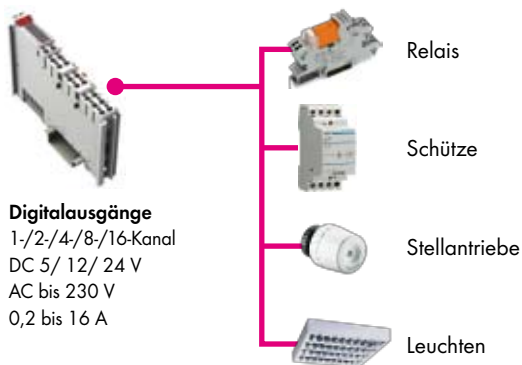 Relais
Schütze
Digitalausgänge
1-/2-/4-/8-/16-Kanal
DC 5/ 12/ 24 V
AC bis 230 V
0,2 bis 16 A
Stellantriebe
Leuchten